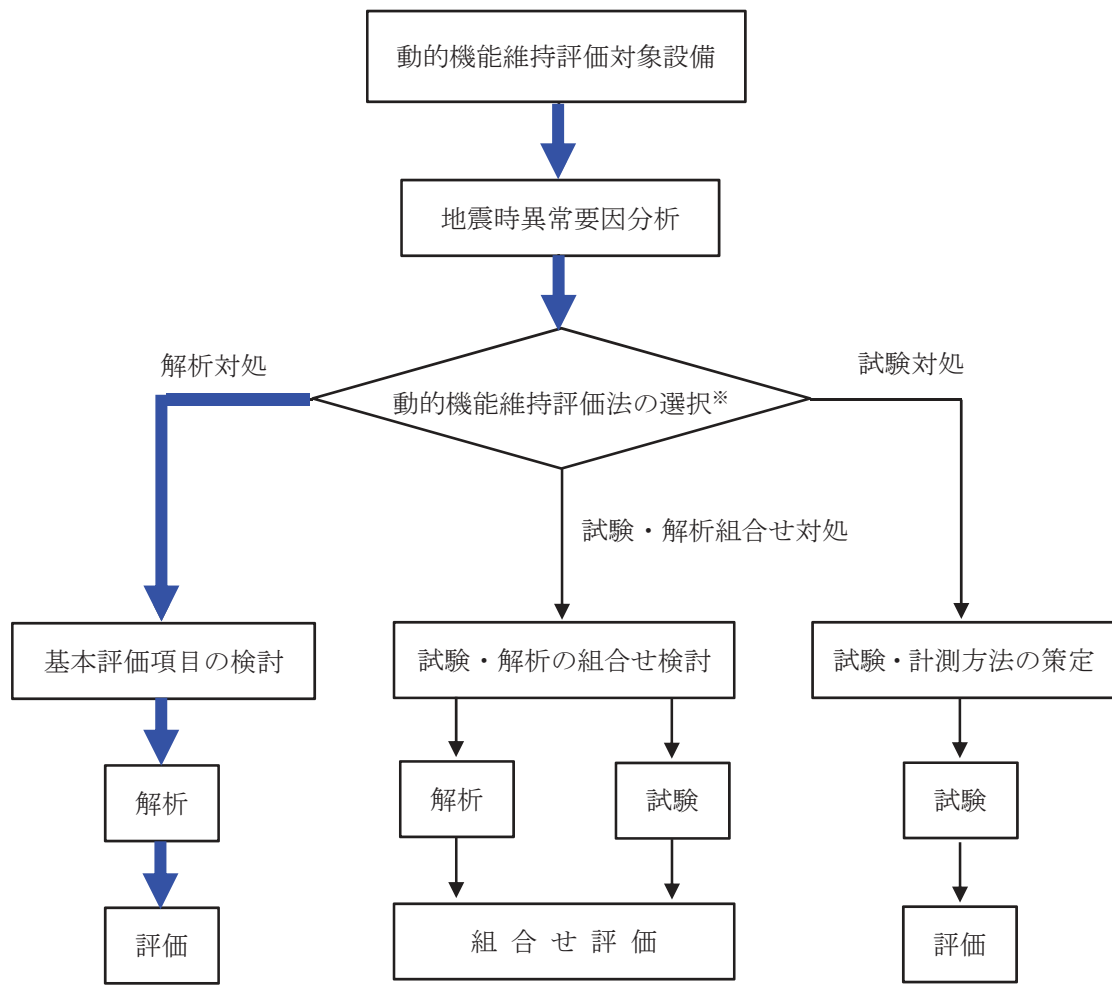 動的機能維持評価対象設備
地震時異常要因分析
解析対処
試験対処
動的機能維持評価法の選択※
試験・解析組合せ対処
基本評価項目の検討
試験・解析の組合せ検討
試験・計測方法の策定
解析
解析
試験
試験
評価
組 合 せ 評 価
評価